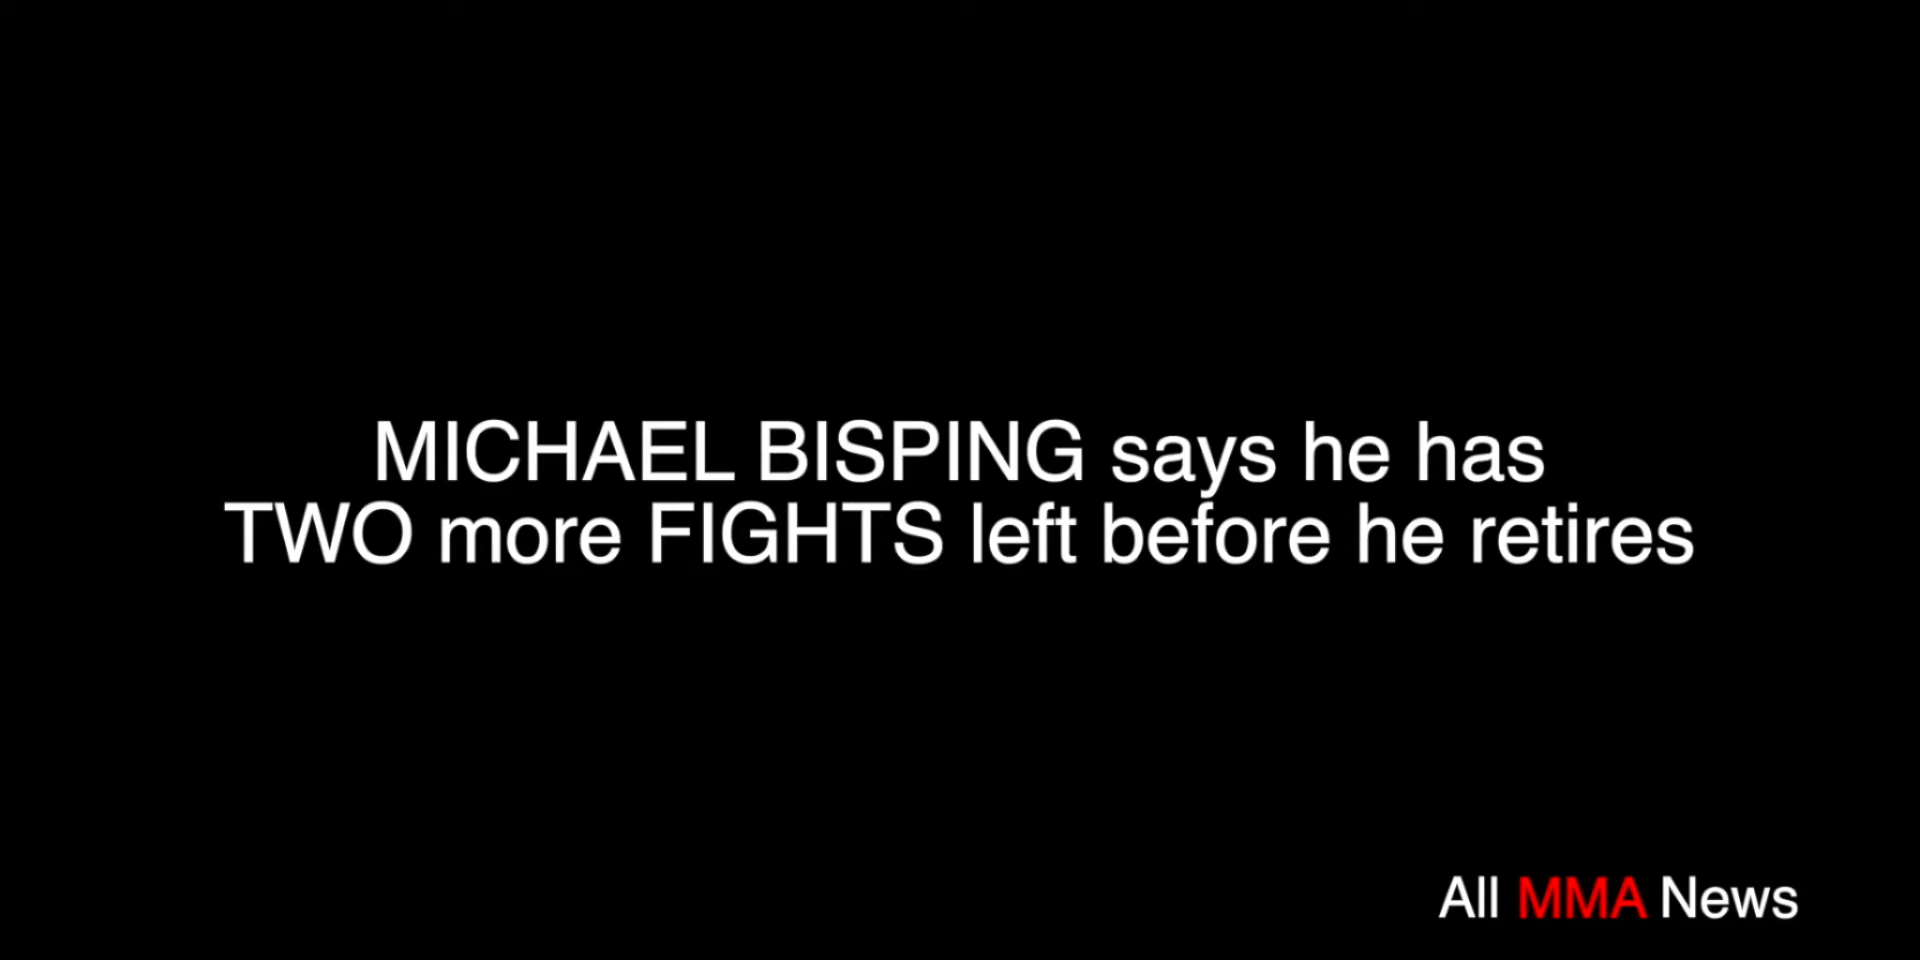 MICHAEL BISPING says he has
TWO more FIGHTS left before he retires
All MMA News